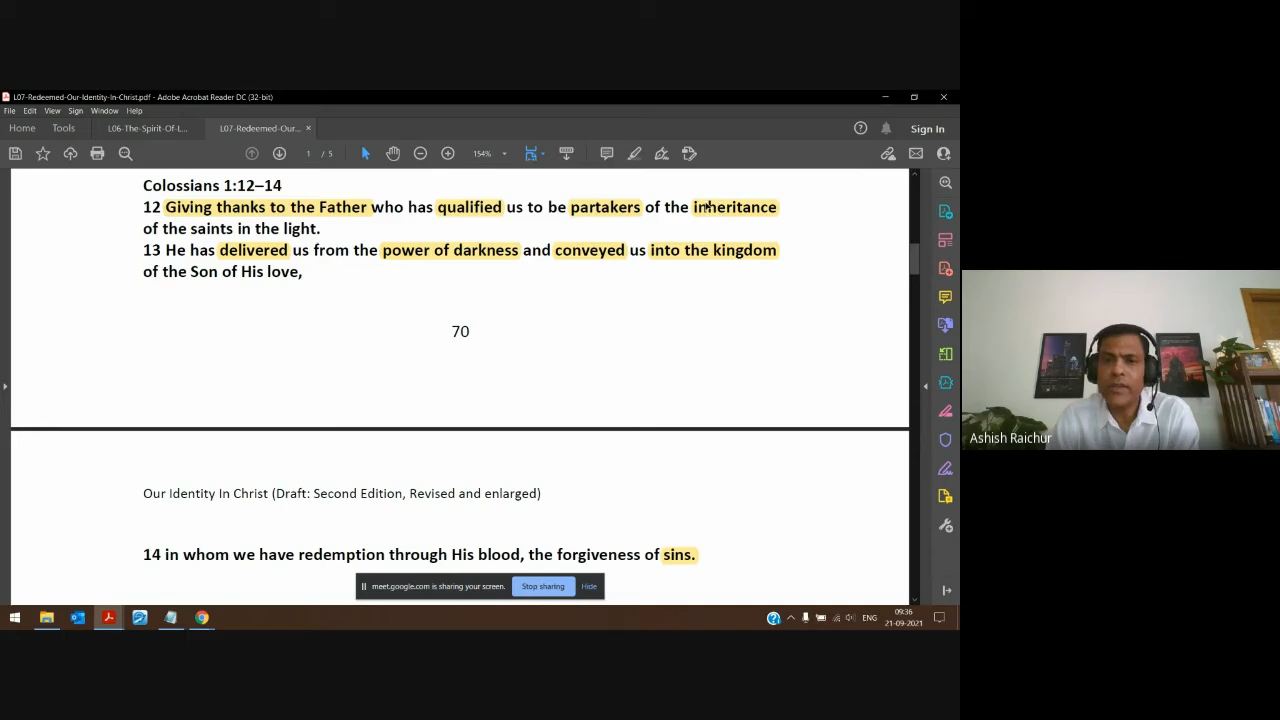 L07-Redeemed-Our-Identity-In-Christ.pdf - Adobe Acrobat Reader DC (32-bit)
File Edit View Sign Window Help
Home Tools L06-The-Spirit-Of-L... L07-Redeemed-Our... × Sign In
1 / 5 154%
Colossians 1:12–14
12 Giving thanks to the Father who has qualified us to be partakers of the inheritance
of the saints in the light.
13 He has delivered us from the power of darkness and conveyed us into the kingdom
of the Son of His love,
70
Our Identity In Christ (Draft: Second Edition, Revised and enlarged)
14 in whom we have redemption through His blood, the forgiveness of sins.
meet.google.com is sharing your screen. Stop sharing Hide
Ashish Raichur
ENG
09:36
21-09-2021